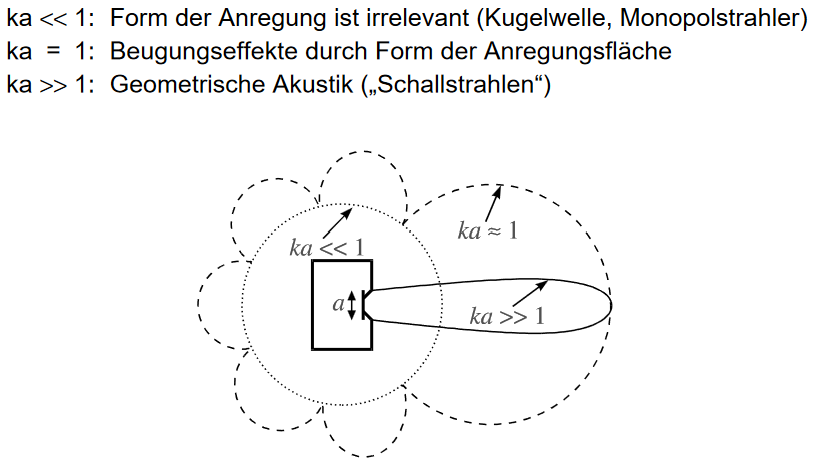 ka << 1: Form der Anregung ist irrelevant (Kugelwelle, Monopolstrahler)
ka = 1: Beugungseffekte durch Form der Anregungsfläche
ka >> 1: Geometrische Akustik („Schallstrahlen“)
ka ≈ 1
ka << 1
a
ka >> 1